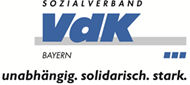 SOZIALVERBAND
VdK
BAYERN
unabhängig. solidarisch. stark.